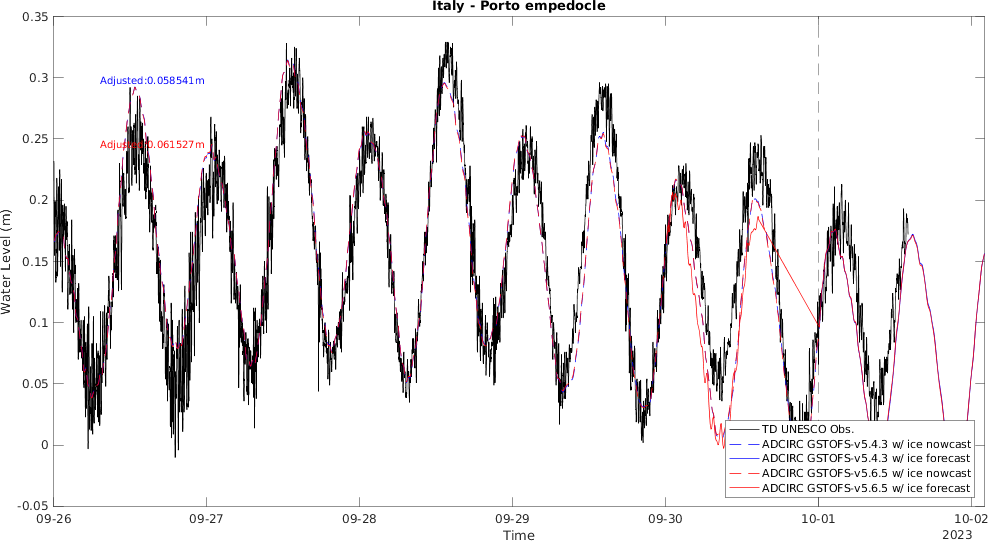 Italy - Porto empedocle
0.35
0.3
0.25
0.2
0.15
0.1
0.05
0
-0.05
Water Level (m)
Adjusted:0.058541m
Adjusted:0.061527m
TD UNESCO Obs.
ADCIRC GSTOFS-v5.4.3 w/ ice nowcast
ADCIRC GSTOFS-v5.4.3 w/ ice forecast
ADCIRC GSTOFS-v5.6.5 w/ ice nowcast
ADCIRC GSTOFS-v5.6.5 w/ ice forecast
09-26 09-27 09-28 09-29 09-30 10-01 10-02
Time
2023